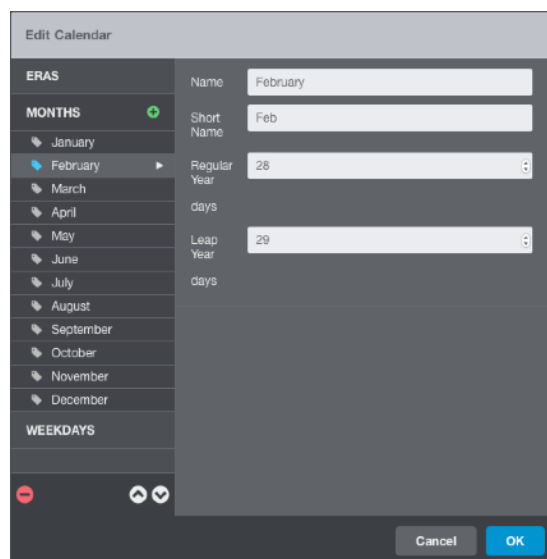 Edit Calendar
ERAS
MONTHS
January
February
March
April
May
June
July
August
September
October
November
December
WEEKDAYS
Name
February
Short
Name
Feb
Regular
Year
28
days
Leap
Year
29
days
Cancel
OK